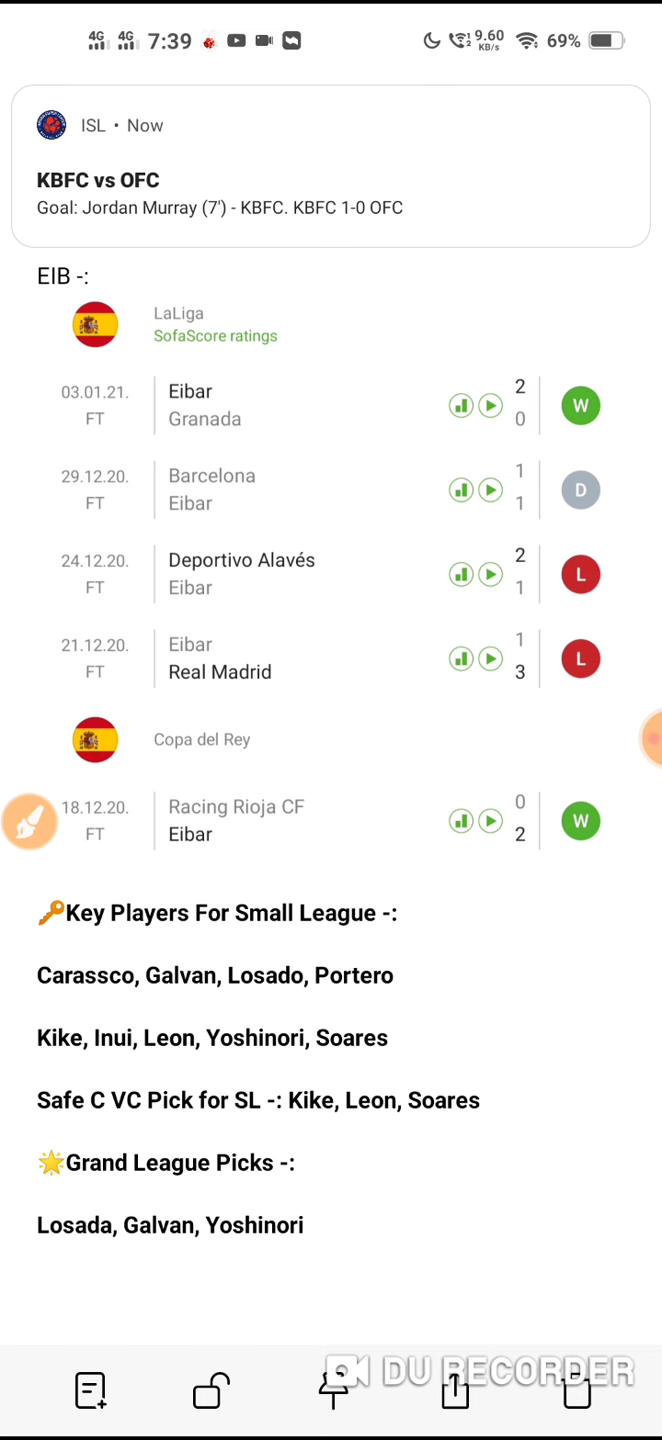 4G 4G 7:39 9.60 KB/s 69%
ISL • Now
KBFC vs OFC
Goal: Jordan Murray (7') - KBFC. KBFC 1-0 OFC
EIB -:
LaLiga
SofaScore ratings
03.01.21. Eibar 2
FT Granada 0 W
29.12.20. Barcelona 1
FT Eibar 1 D
24.12.20. Deportivo Alavés 2
FT Eibar 1 L
21.12.20. Eibar 1
FT Real Madrid 3 L
Copa del Rey
18.12.20. Racing Rioja CF 0
FT Eibar 2 W
🔑Key Players For Small League -:
Carassco, Galvan, Losado, Portero
Kike, Inui, Leon, Yoshinori, Soares
Safe C VC Pick for SL -: Kike, Leon, Soares
🌟Grand League Picks -:
Losada, Galvan, Yoshinori
DU RECORDER